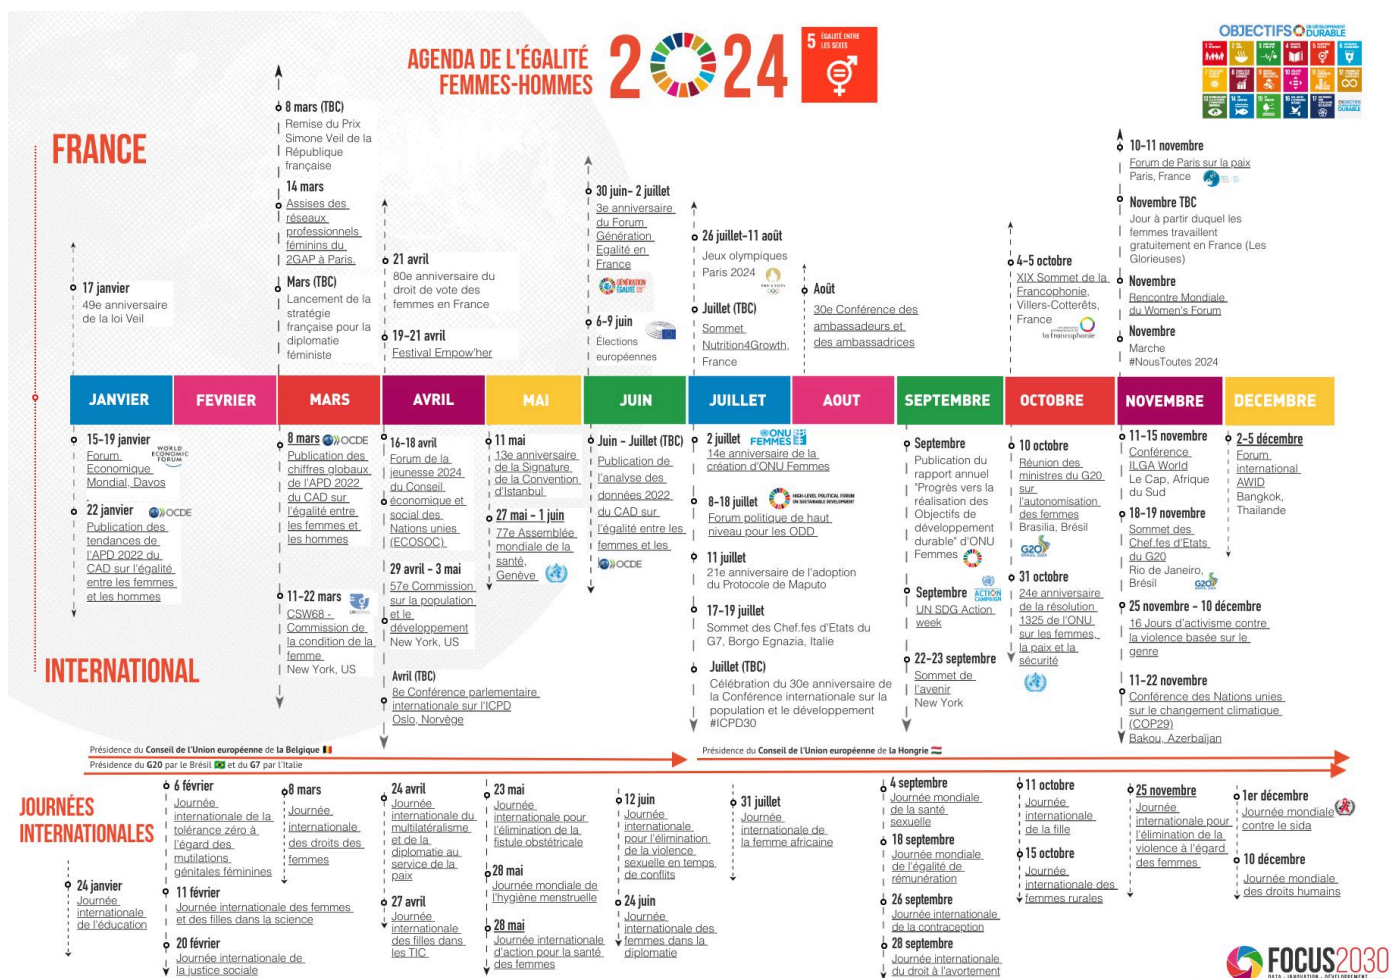 AGENDA DE L'ÉGALITÉ
FEMMES-HOMMES
2024
5 ÉGALITÉ ENTRE
LES SEXES
OBJECTIFS
DURABLE
FRANCE
17 janvier
49e anniversaire
de la loi Veil
8 mars (TBC)
Remise du Prix
Simone Veil de la
République
française
14 mars
Assises des
réseaux
professionnels
féminins du
2GAP à Paris.
Mars (TBC)
Lancement de la
stratégie
française pour la
diplomatie
féministe
21 avril
80e anniversaire du
droit de vote des
femmes en France
19-21 avril
Festival Empow'her
30 juin- 2 juillet
3e anniversaire
du Forum
Génération
Egalité en
France
GÉNÉRATION
ÉGALITÉ
6-9 juin
Élections
européennes
26 juillet-11 août
Jeux olympiques
Paris 2024
Juillet (TBC)
Sommet
Nutrition4Growth,
France
Août
30e Conférence des
ambassadeurs et
des ambassadrices
4-5 octobre
XIX Sommet de la
Francophonie,
Villers-Cotterêts,
France
la francophonie
10-11 novembre
Forum de Paris sur la paix
Paris, France
Novembre TBC
Jour à partir duquel les
femmes travaillent
gratuitement en France (Les
Glorieuses)
Novembre
Rencontre Mondiale
du Women's Forum
Novembre
Marche
#NousToutes 2024
JANVIER
FEVRIER
MARS
AVRIL
MAI
JUIN
JUILLET
AOUT
SEPTEMBRE
OCTOBRE
NOVEMBRE
DECEMBRE
INTERNATIONAL
15-19 janvier
Forum
Economique
Mondial, Davos
WORLD
ECONOMIC
FORUM
22 janvier
OCDE
Publication des
tendances de
l'APD 2022 du
CAD sur l'égalité
entre les femmes
et les hommes
8 mars
OCDE
Publication des
chiffres globaux
de l'APD 2022
du CAD sur
l'égalité entre
les femmes et
les hommes
11-22 mars
CSW68 -
Commission de
la condition de la
femme
New York, US
16-18 avril
Forum de la
jeunesse 2024
du Conseil
économique et
social des
Nations unies
(ECOSOC)
29 avril - 3 mai
57e Commission
sur la population
et le
développement
New York, US
Avril (TBC)
8e Conférence parlementaire
internationale sur l'ICPD
Oslo, Norvège
11 mai
13e anniversaire
de la Signature
de la Convention
d'Istanbul
27 mai - 1 juin
77e Assemblée
mondiale de la
santé,
Genève
Juin - Juillet (TBC)
Publication de
l'analyse des
données 2022
du CAD sur
l'égalité entre les
femmes et les
OCDE
2 juillet
ONU
FEMMES
14e anniversaire de la
création d'ONU Femmes
8-18 juillet
HIGH-LEVEL POLITICAL FORUM
ON SUSTAINABLE DEVELOPMENT
Forum politique de haut
niveau pour les ODD
11 juillet
21e anniversaire de l'adoption
du Protocole de Maputo
17-19 juillet
Sommet des Chef.fes d'Etats du
G7, Borgo Egnazia, Italie
Juillet (TBC)
Célébration du 30e anniversaire de
la Conférence internationale sur la
population et le développement
#ICPD30
Septembre
Publication du
rapport annuel
"Progrès vers la
réalisation des
Objectifs de
développement
durable" d'ONU
Femmes
Septembre
ACTION
CAMPAIGN
UN SDG Action
week
22-23 septembre
Sommet de
l'avenir
New York
10 octobre
Réunion des
ministres du G20
sur
l'autonomisation
des femmes
Brasilia, Brésil
G20
31 octobre
24e anniversaire
de la résolution
1325 de l'ONU
sur les femmes,
la paix et la
sécurité
11-15 novembre
Conférence
ILGA World
Le Cap, Afrique
du Sud
18-19 novembre
Sommet des
Chef.fes d'Etats
du G20
Rio de Janeiro,
Brésil
G20
25 novembre - 10 décembre
16 Jours d'activisme contre
la violence basée sur le
genre
11-22 novembre
Conférence des Nations unies
sur le changement climatique
(COP29)
Bakou, Azerbaïjan
2-5 décembre
Forum
international
AWID
Bangkok,
Thaïlande
Présidence du Conseil de l'Union européenne de la Belgique
Présidence du Conseil de l'Union européenne de la Hongrie
Présidence du G20 par le Brésil et du G7 par l'Italie
JOURNÉES
INTERNATIONALES
24 janvier
Journée
internationale
de l'éducation
6 février
Journée
internationale de la
tolérance zéro à
l'égard des
mutilations
génitales féminines
11 février
Journée internationale des femmes
et des filles dans la science
20 février
Journée internationale de
la justice sociale
8 mars
Journée
internationale
des droits des
femmes
24 avril
Journée
internationale du
multilatéralisme
et de la
diplomatie au
service de la
paix
27 avril
Journée
internationale
des filles dans
les TIC
23 mai
Journée
internationale pour
l'élimination de la
fistule obstétricale
28 mai
Journée mondiale de
l'hygiène menstruelle
28 mai
Journée internationale
d'action pour la santé
des femmes
12 juin
Journée
internationale
pour l'élimination
de la violence
sexuelle en temps
de conflits
24 juin
Journée
internationale des
femmes dans la
diplomatie
31 juillet
Journée
internationale de
la femme africaine
4 septembre
Journée mondiale
de la santé
sexuelle
18 septembre
Journée mondiale
de l'égalité de
rémunération
26 septembre
Journée internationale
de la contraception
28 septembre
Journée internationale
du droit à l'avortement
11 octobre
Journée
internationale
de la fille
15 octobre
Journée
internationale des
femmes rurales
25 novembre
Journée
internationale pour
l'élimination de la
violence à l'égard
des femmes
1er décembre
Journée mondiale
contre le sida
10 décembre
Journée mondiale
des droits humains
FOCUS2030
DATA - INNOVATION - DÉVELOPPEMENT